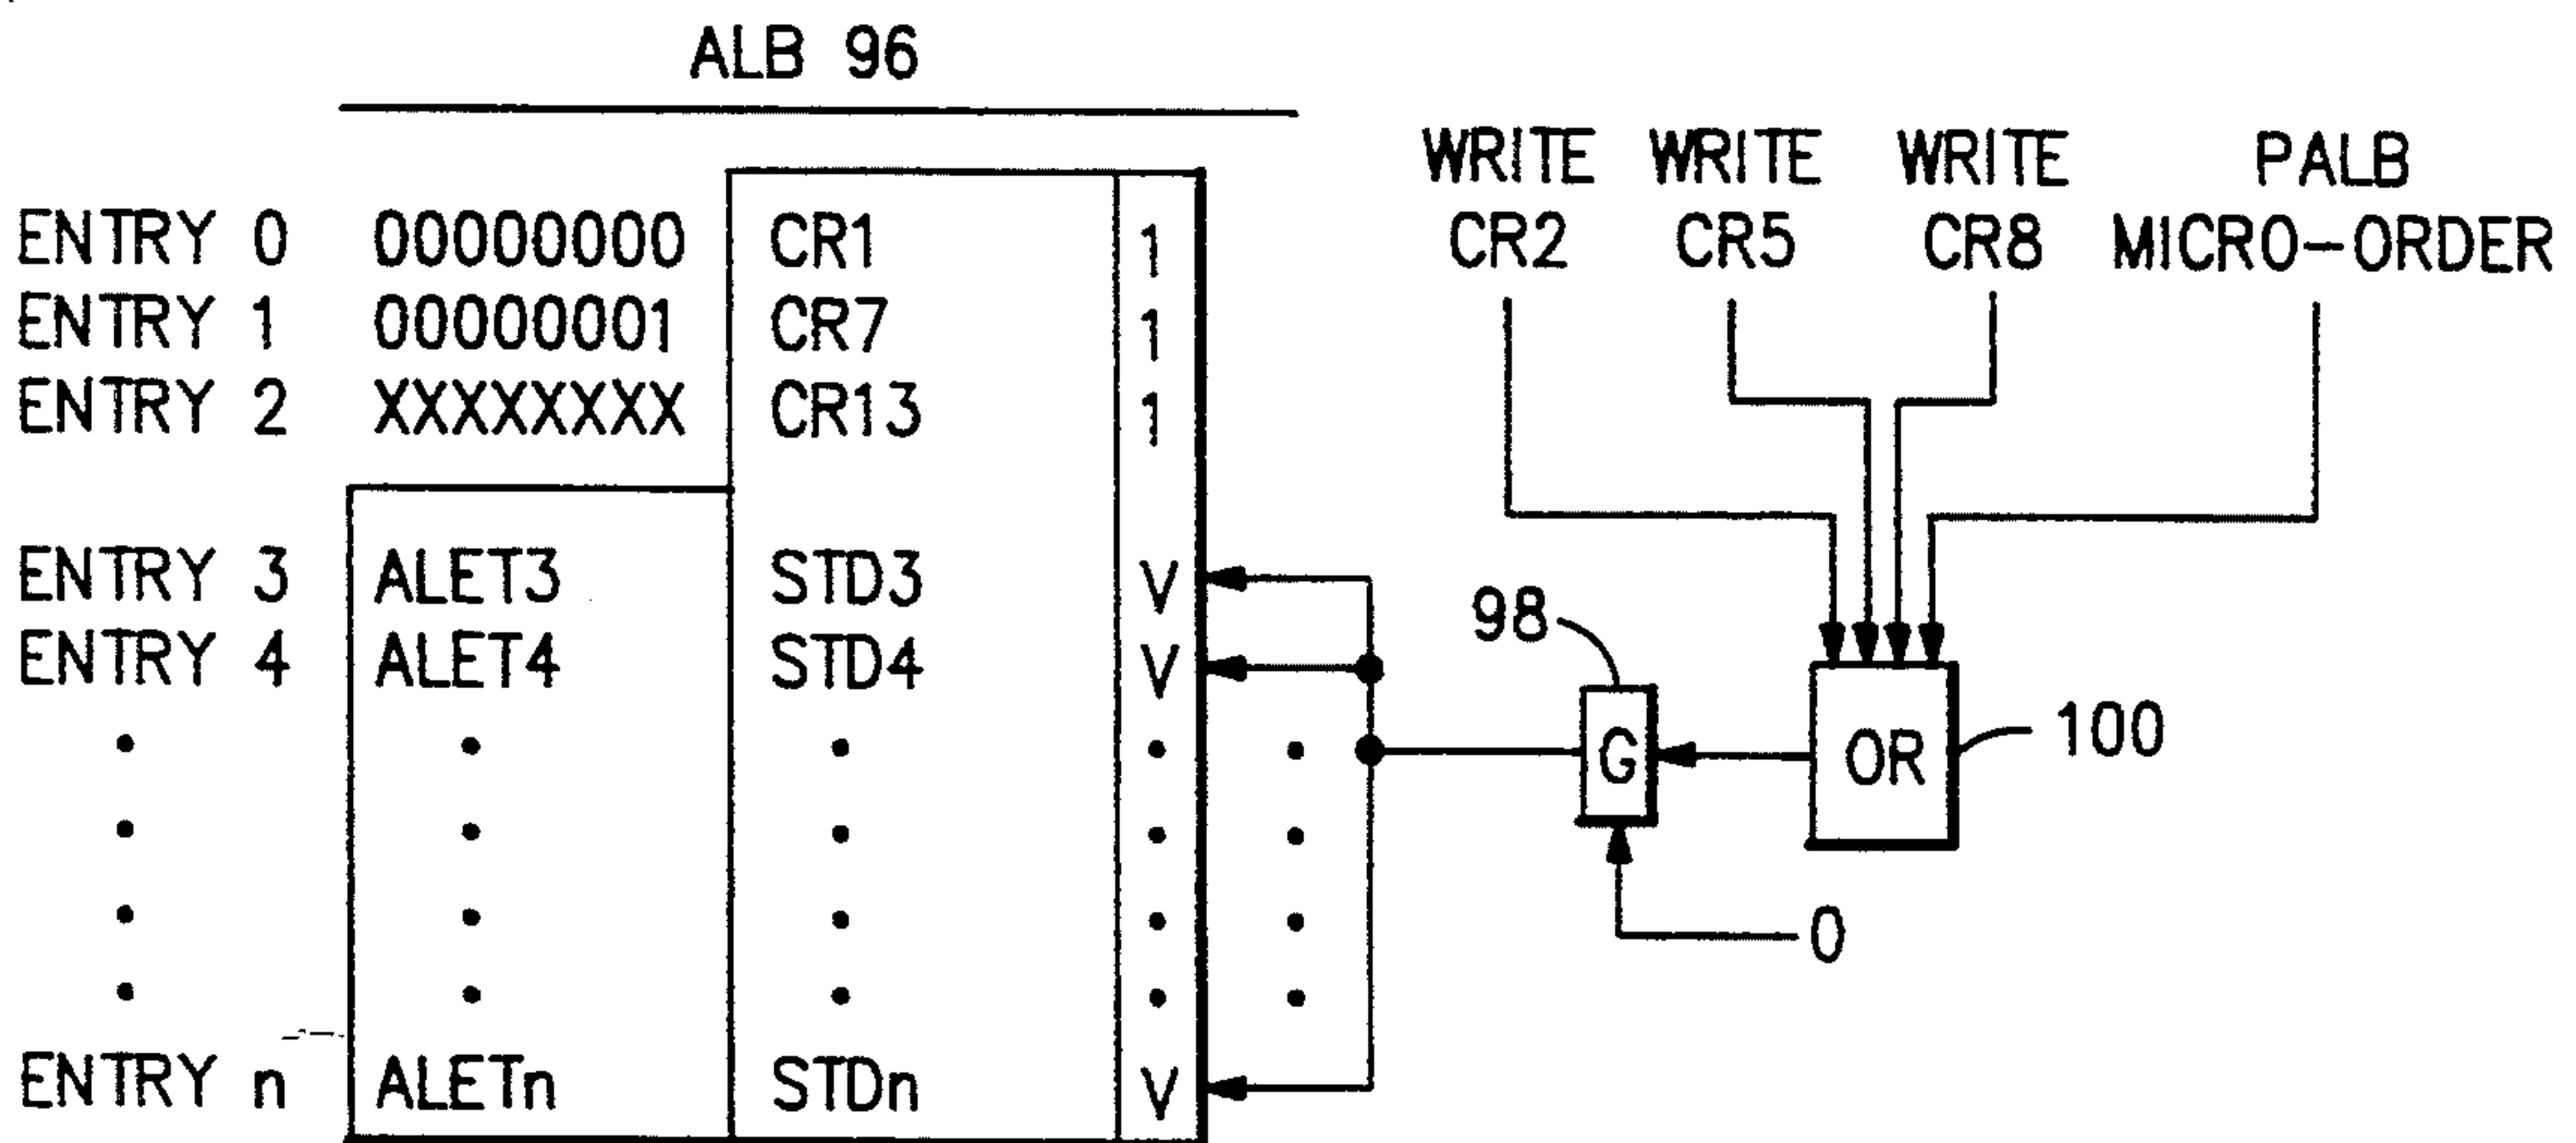 ALB 96
WRITE WRITE WRITE PALB
CR2 CR5 CR8 MICRO-ORDER
ENTRY 0 00000000 CR1 1
ENTRY 1 00000001 CR7 1
ENTRY 2 XXXXXXXX CR13 1
ENTRY 3 ALET3 STD3 V
ENTRY 4 ALET4 STD4 V
98
G
OR
100
0
ENTRY n ALETn STDn V